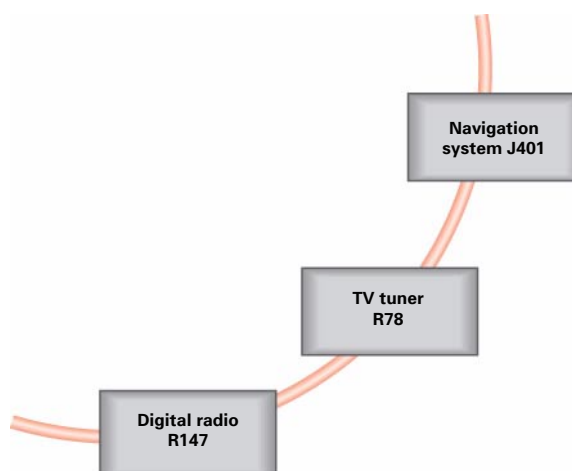 Navigation
system J401
TV tuner
R78
Digital radio
R147